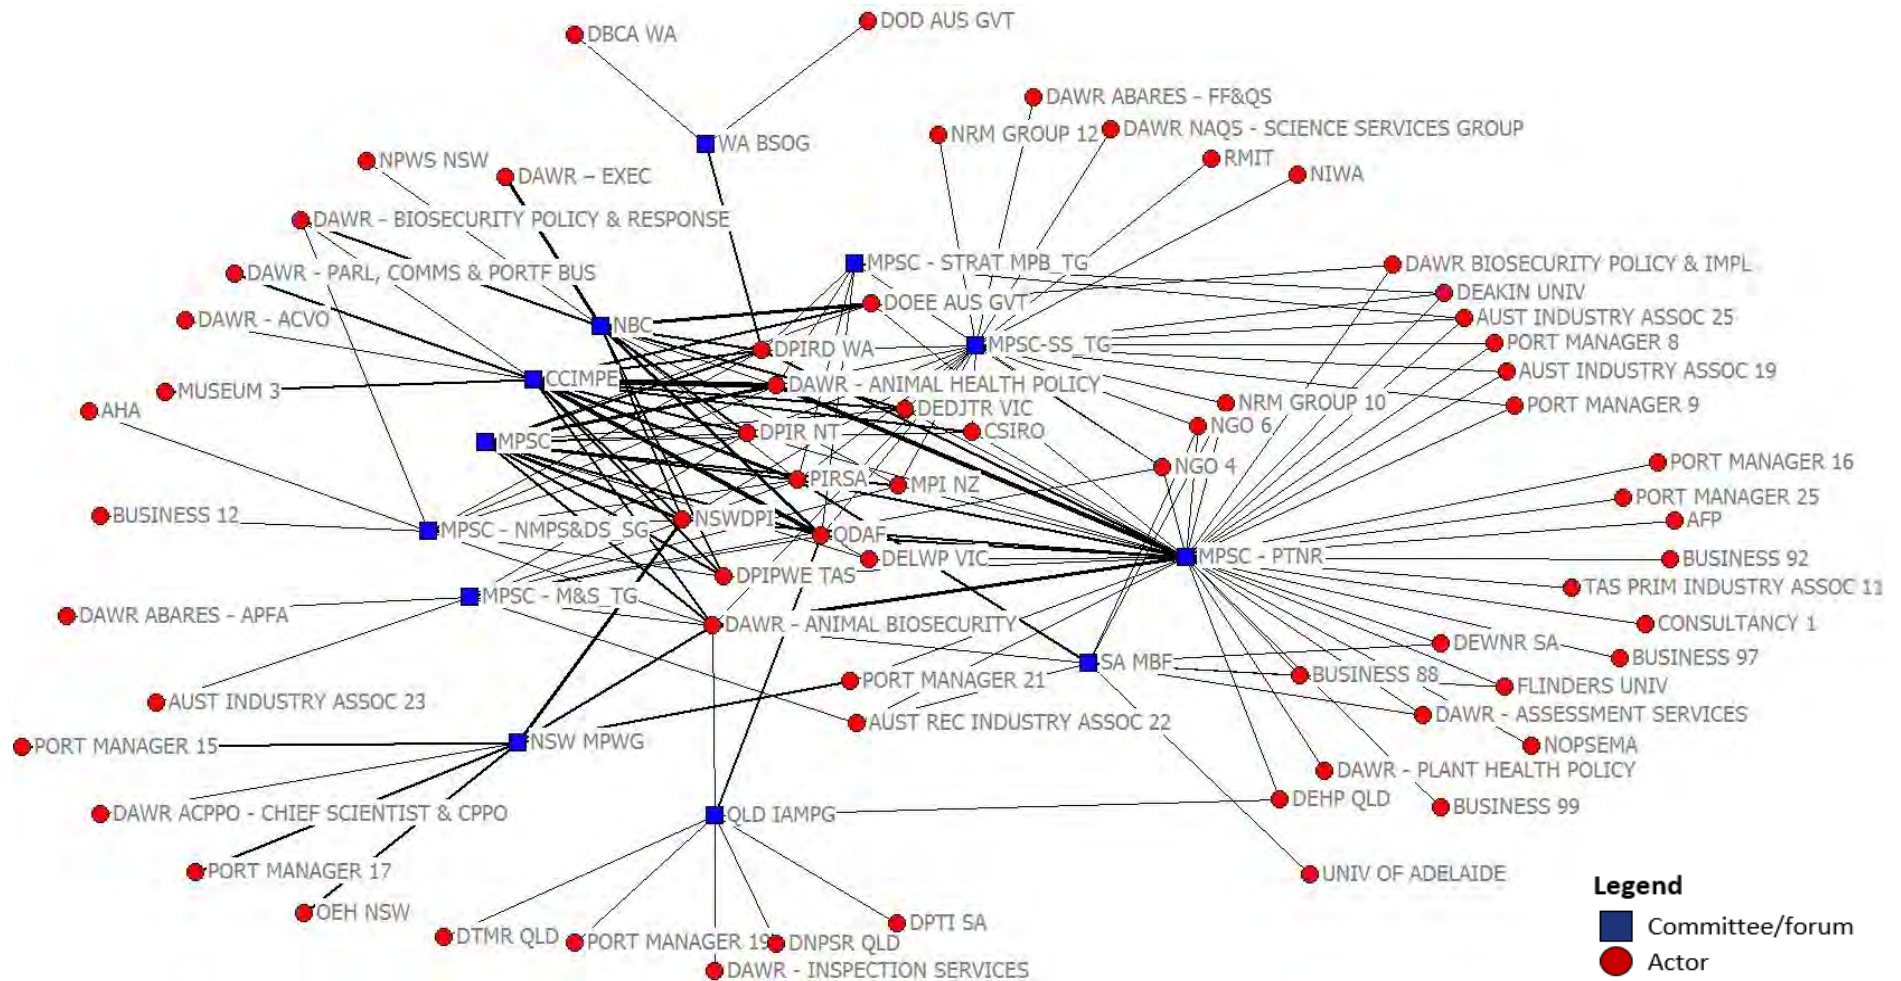 DOD AUS GVT
DBCA WA
DAWR ABARES - FF&QS
DAWR NAQS - SCIENCE SERVICES GROUP
NRM GROUP 12
WA BSOG
RMIT
NPWS NSW
NIWA
DAWR – EXEC
DAWR - BIOSECURITY POLICY & RESPONSE
MPSC - STRAT MPB_TG
DAWR BIOSECURITY POLICY & IMPL
DAWR - PARL, COMMS & PORTF BUS
DEAKIN UNIV
DOEE AUS GVT
AUST INDUSTRY ASSOC 25
DAWR - ACVO
NBC
PORT MANAGER 8
MPSC-SS_TG
DPIRD WA
AUST INDUSTRY ASSOC 19
CCIMPE
DAWR - ANIMAL HEALTH POLICY
MUSEUM 3
NRM GROUP 10
PORT MANAGER 9
AHA
DEDJTR VIC
NGO 6
DPIR NT
CSIRO
MPSC
PORT MANAGER 16
NGO 4
PIRSA
MPI NZ
PORT MANAGER 25
BUSINESS 12
NSWDPI
AFP
MPSC - NMPS&DS_SG
QDAF
DELWP VIC
MPSC - PTNR
BUSINESS 92
DPIPWE TAS
TAS PRIM INDUSTRY ASSOC 11
MPSC - M&S_TG
DAWR ABARES - APFA
DAWR - ANIMAL BIOSECURITY
CONSULTANCY 1
DEWNR SA
BUSINESS 97
SA MBF
BUSINESS 88
PORT MANAGER 21
FLINDERS UNIV
AUST INDUSTRY ASSOC 23
DAWR - ASSESSMENT SERVICES
AUST REC INDUSTRY ASSOC 22
NSW MPWG
PORT MANAGER 15
NOPSEMA
DAWR - PLANT HEALTH POLICY
DEHP QLD
BUSINESS 99
DAWR ACPPO - CHIEF SCIENTIST & CPPO
QLD IAMPG
PORT MANAGER 17
UNIV OF ADELAIDE
Legend
OEH NSW
DPTI SA
Committee/forum
DTMR QLD
PORT MANAGER 19
DNPSR QLD
Actor
DAWR - INSPECTION SERVICES